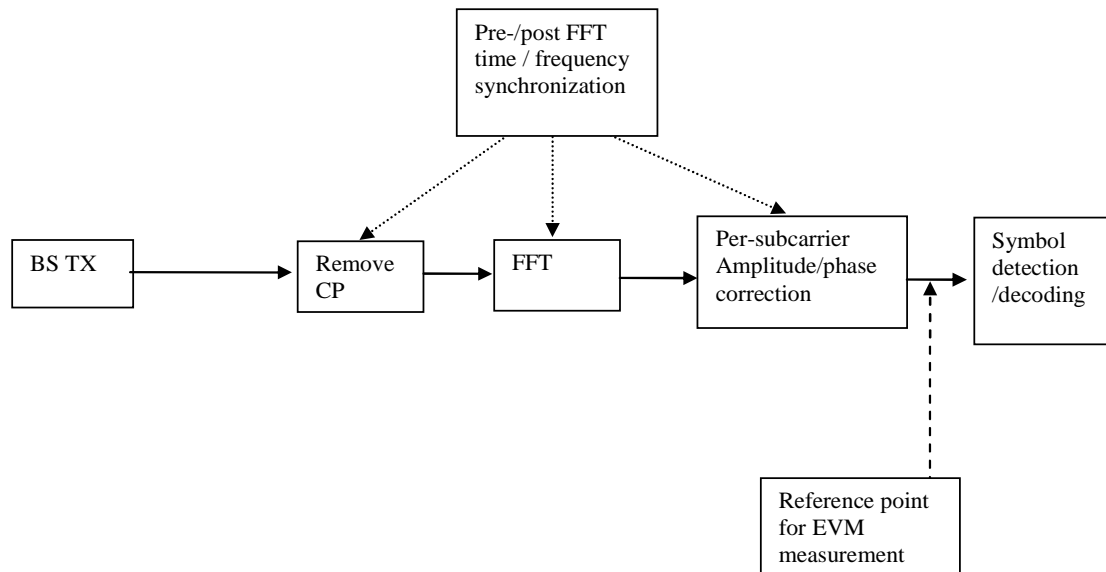 Pre-/post FFT
time / frequency
synchronization
BS TX
Remove
CP
FFT
Per-subcarrier
Amplitude/phase
correction
Symbol
detection
/decoding
Reference point
for EVM
measurement